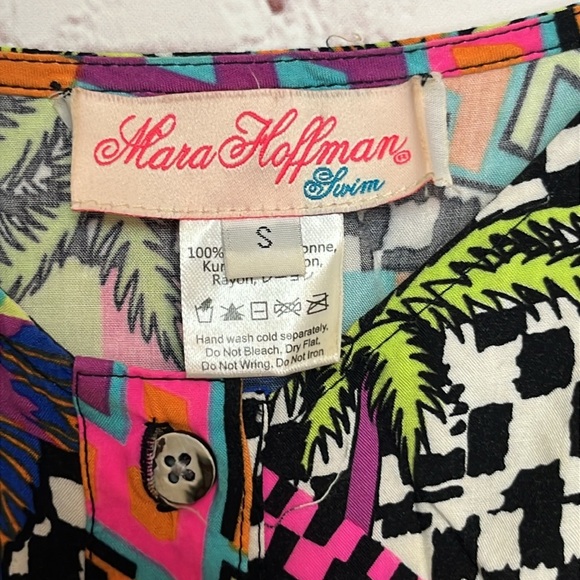 Mara Hoffman®
Swim
S
100%
Rayon,
Hand wash cold separately,
Do Not Bleach, Dry Flat,
Do Not Wring, Do Not Iron